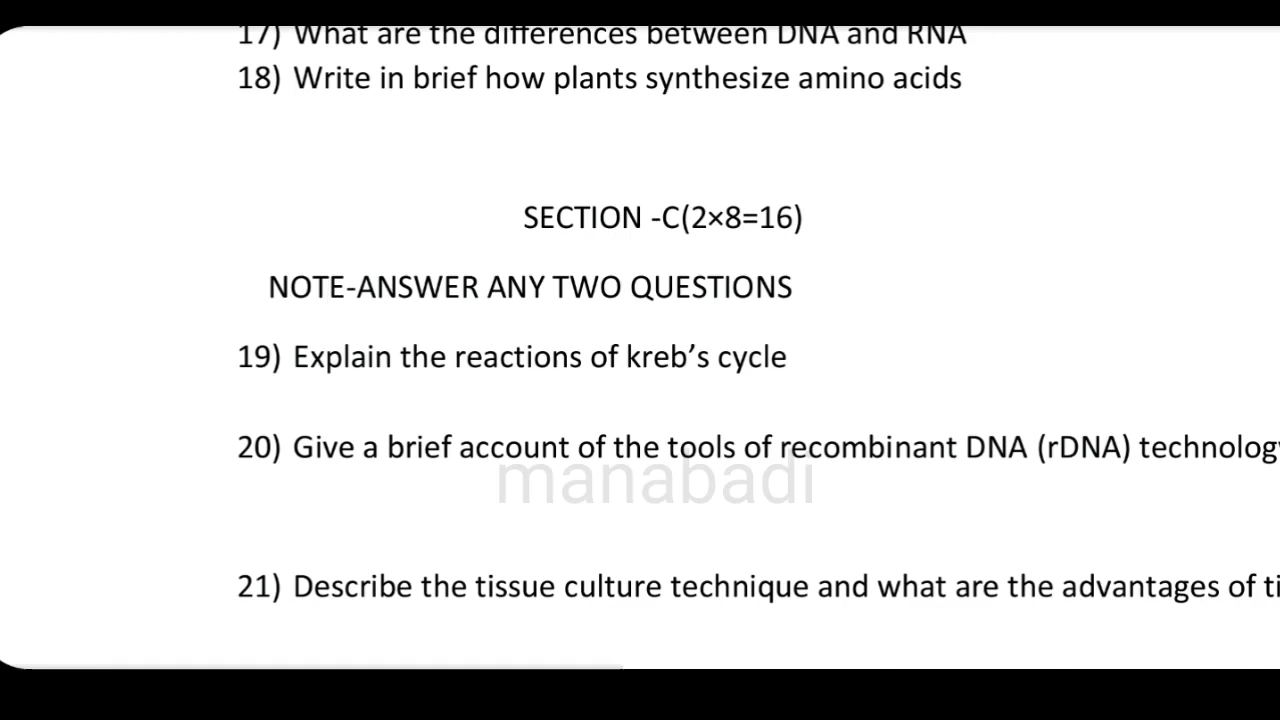 17) What are the differences between DNA and RNA
18) Write in brief how plants synthesize amino acids
SECTION -C(2×8=16)
NOTE-ANSWER ANY TWO QUESTIONS
19) Explain the reactions of kreb’s cycle
20) Give a brief account of the tools of recombinant DNA (rDNA) technology
manabadi
21) Describe the tissue culture technique and what are the advantages of